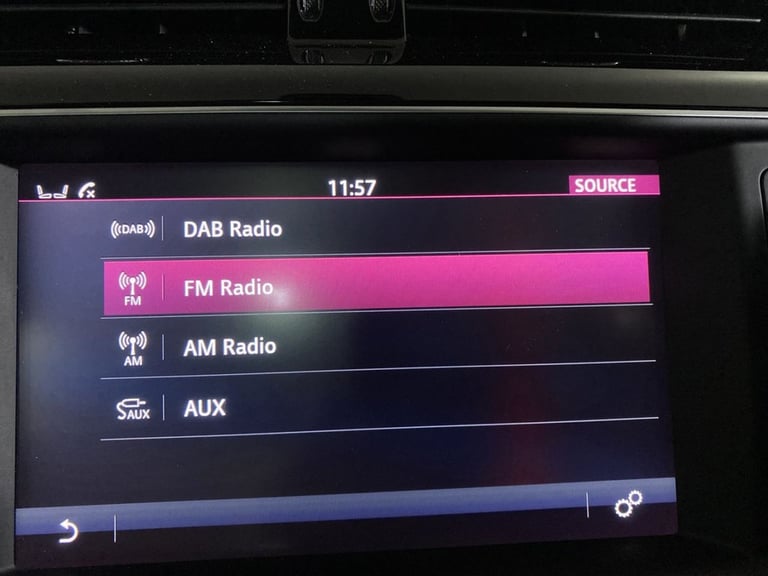 11:57
SOURCE
DAB
DAB Radio
FM
FM Radio
AM
AM Radio
AUX
AUX